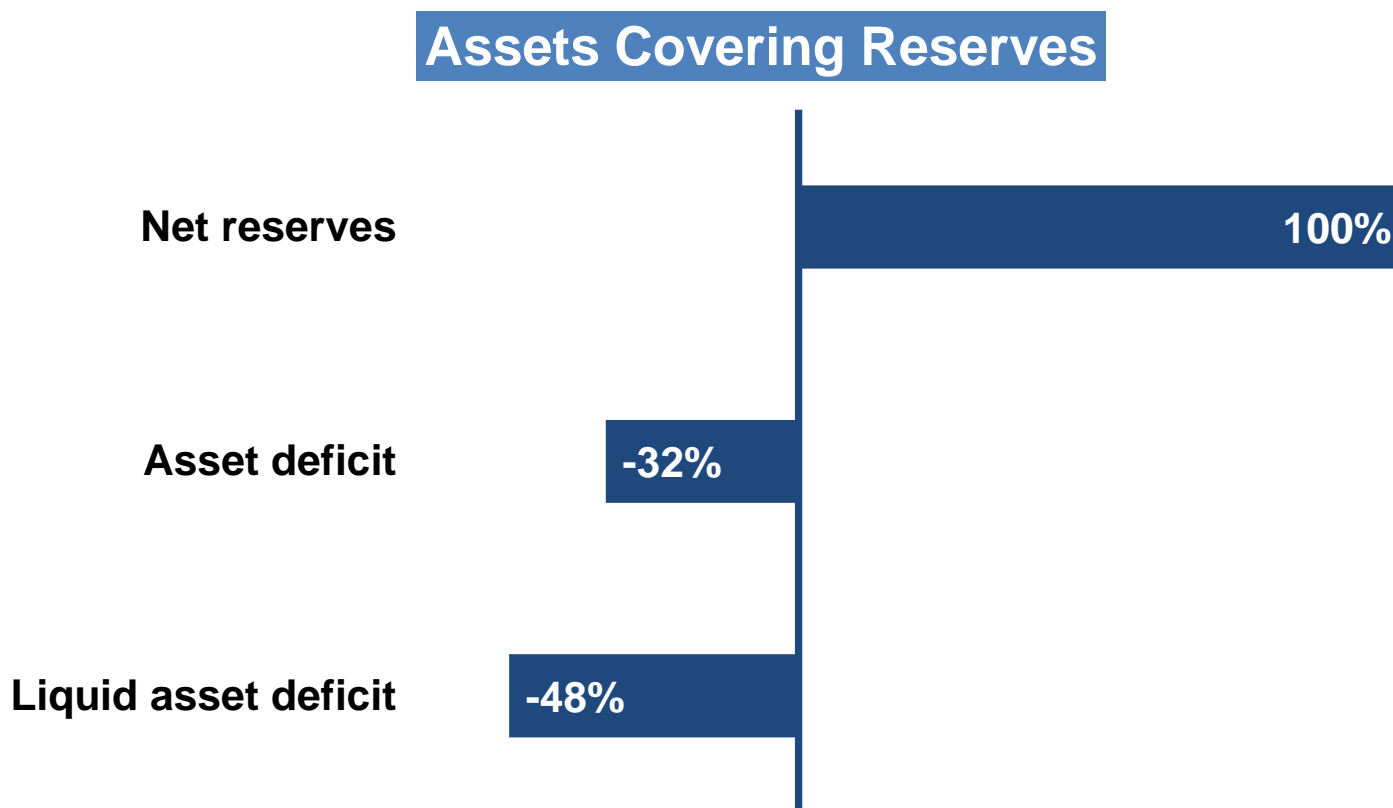 Assets Covering Reserves
Net reserves
100%
Asset deficit
-32%
Liquid asset deficit
-48%